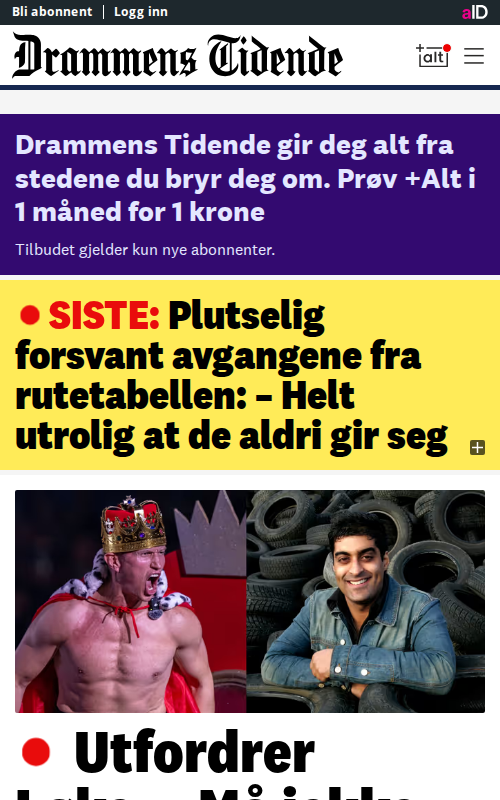 Bli abonnent | Logg inn
aID
Drammens Tidende
+alt
Drammens Tidende gir deg alt fra
stedene du bryr deg om. Prøv +Alt i
1 måned for 1 krone
Tilbudet gjelder kun nye abonnenter.
SISTE: Plutselig
forsvant avgangene fra
rutetabellen: – Helt
utrolig at de aldri gir seg
Utfordrer